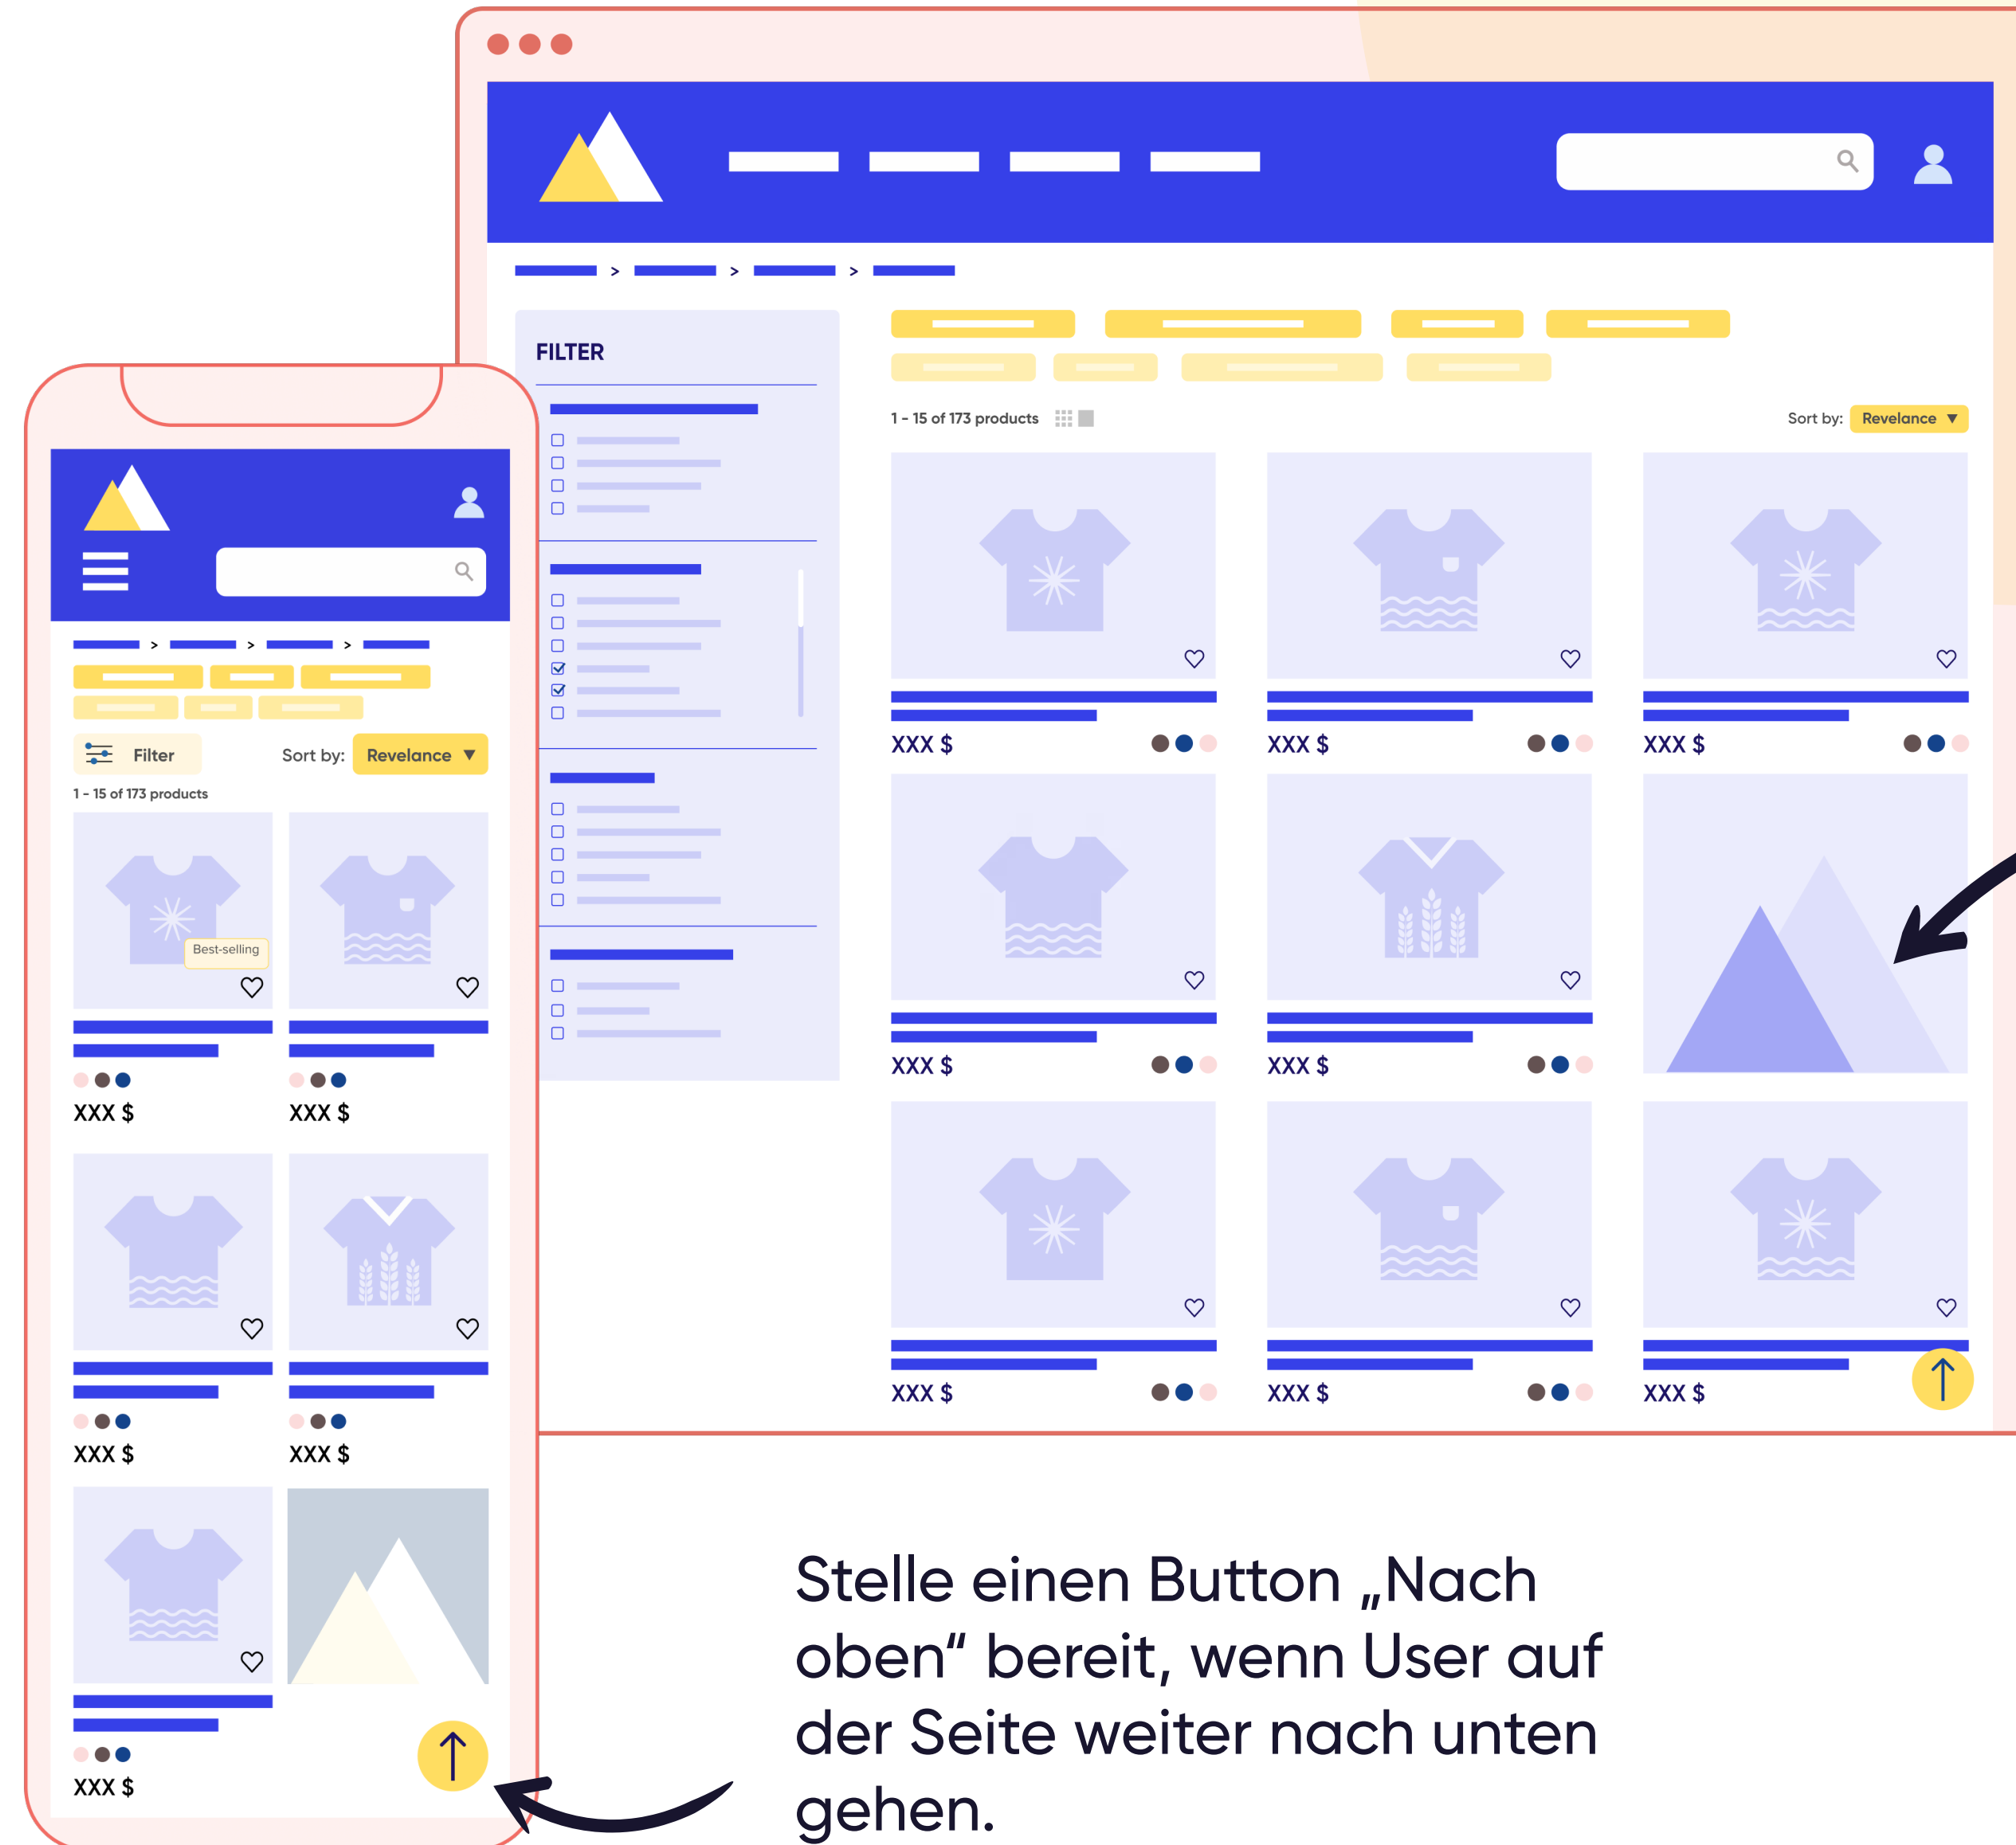 FILTER
1 - 15 of 173 products
Sort by: Revelance
XXX $ XXX $ XXX $
XXX $ XXX $
XXX $ XXX $ XXX $
Filter
Sort by: Revelance
1 - 15 of 173 products
Best-selling
XXX $ XXX $
XXX $ XXX $
XXX $
Stelle einen Button „Nach
oben“ bereit, wenn User auf
der Seite weiter nach unten
gehen.